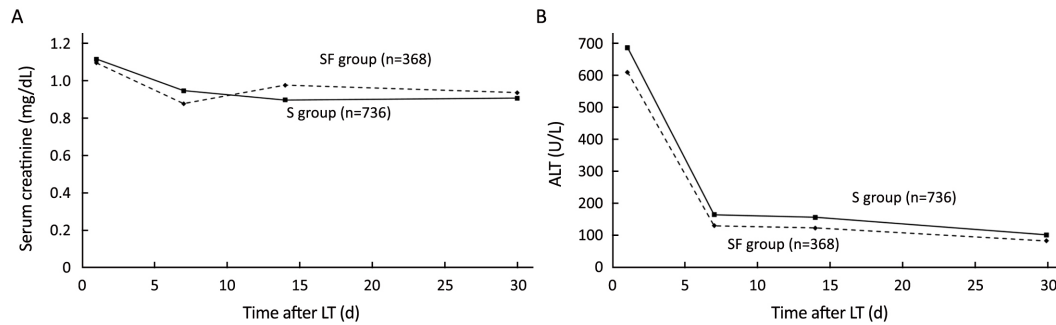 A
Serum creatinine (mg/dL)
1.2
1.0
0.8
0.6
0.4
0.2
0
SF group (n=368)
S group (n=736)
0 5 10 15 20 25 30
Time after LT (d)
B
ALT (U/L)
700
600
500
400
300
200
100
0
S group (n=736)
SF group (n=368)
0 5 10 15 20 25 30
Time after LT (d)